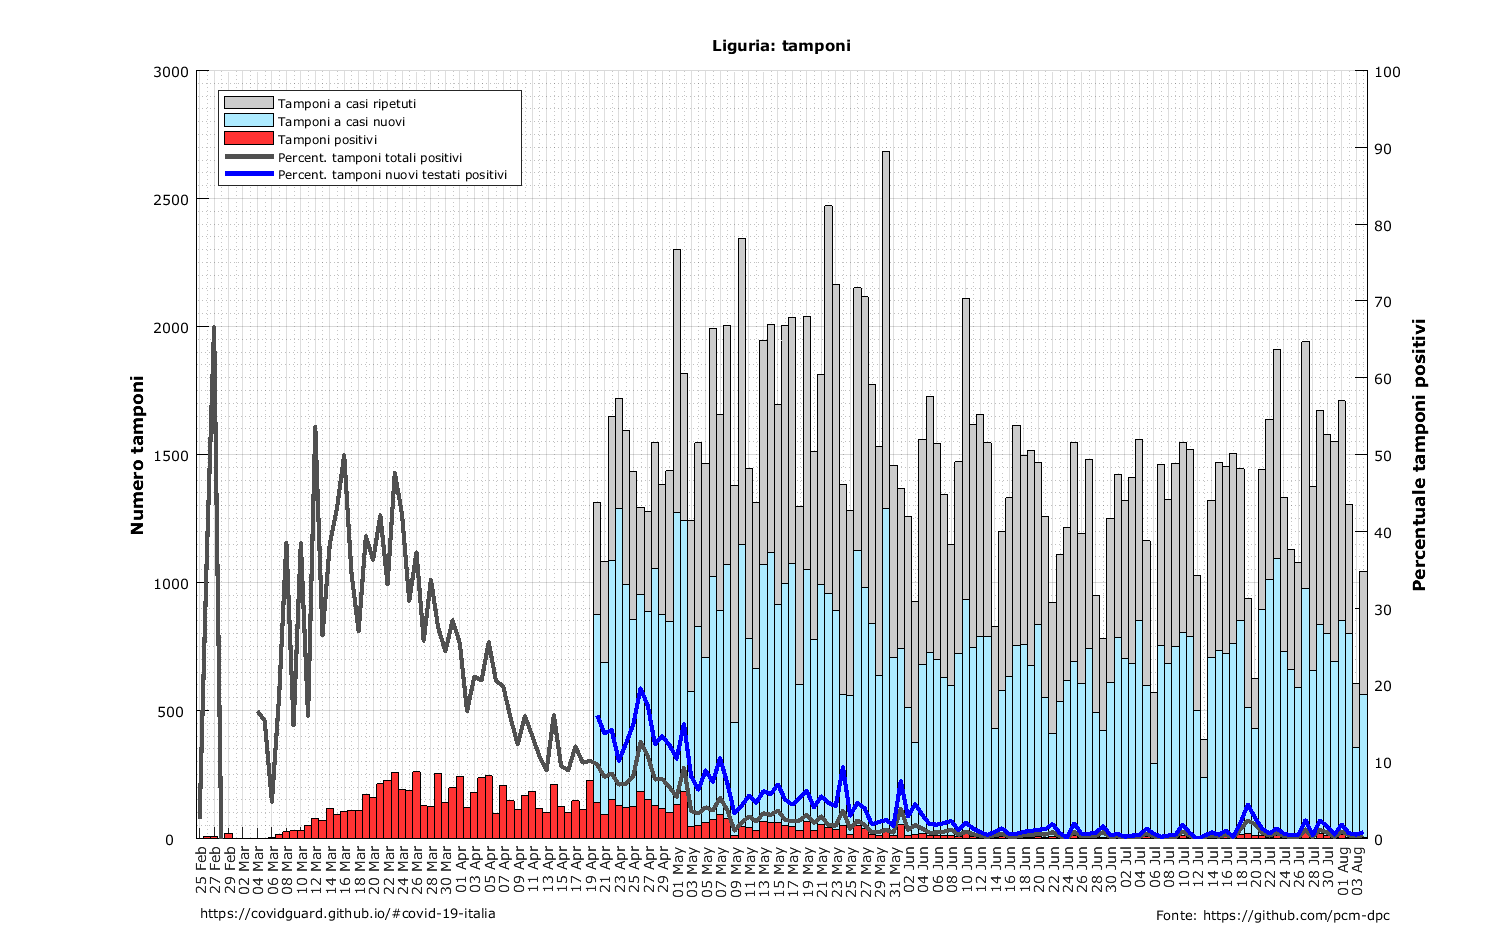 Liguria: tamponi
Tamponi a casi ripetuti
Tamponi a casi nuovi
Tamponi positivi
Percent. tamponi totali positivi
Percent. tamponi nuovi testati positivi
Numero tamponi
3000
2500
2000
1500
1000
500
0
Percentuale tamponi positivi
100
90
80
70
60
50
40
30
20
10
0
25 Feb
27 Feb
29 Feb
02 Mar
04 Mar
06 Mar
08 Mar
10 Mar
12 Mar
14 Mar
16 Mar
18 Mar
20 Mar
22 Mar
24 Mar
26 Mar
28 Mar
30 Mar
01 Apr
03 Apr
05 Apr
07 Apr
09 Apr
11 Apr
13 Apr
15 Apr
17 Apr
19 Apr
21 Apr
23 Apr
25 Apr
27 Apr
29 Apr
01 May
03 May
05 May
07 May
09 May
11 May
13 May
15 May
17 May
19 May
21 May
23 May
25 May
27 May
29 May
31 May
02 Jun
04 Jun
06 Jun
08 Jun
10 Jun
12 Jun
14 Jun
16 Jun
18 Jun
20 Jun
22 Jun
24 Jun
26 Jun
28 Jun
30 Jun
02 Jul
04 Jul
06 Jul
08 Jul
10 Jul
12 Jul
14 Jul
16 Jul
18 Jul
20 Jul
22 Jul
24 Jul
26 Jul
28 Jul
30 Jul
01 Aug
03 Aug
https://covidguard.github.io/#covid-19-italia
Fonte: https://github.com/pcm-dpc